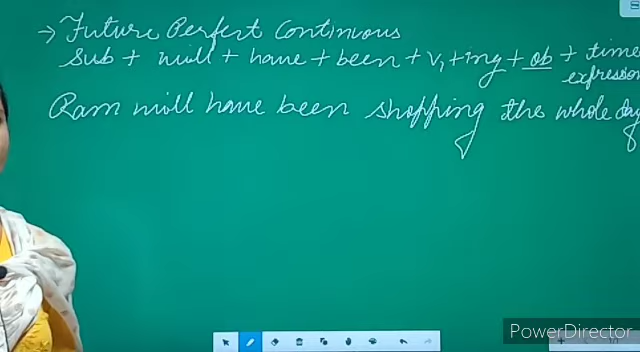 → Future Perfect Continuous
Sub + will + have + been + V₁ + ing + ob + time expression
Ram will have been shopping the whole day
PowerDirector